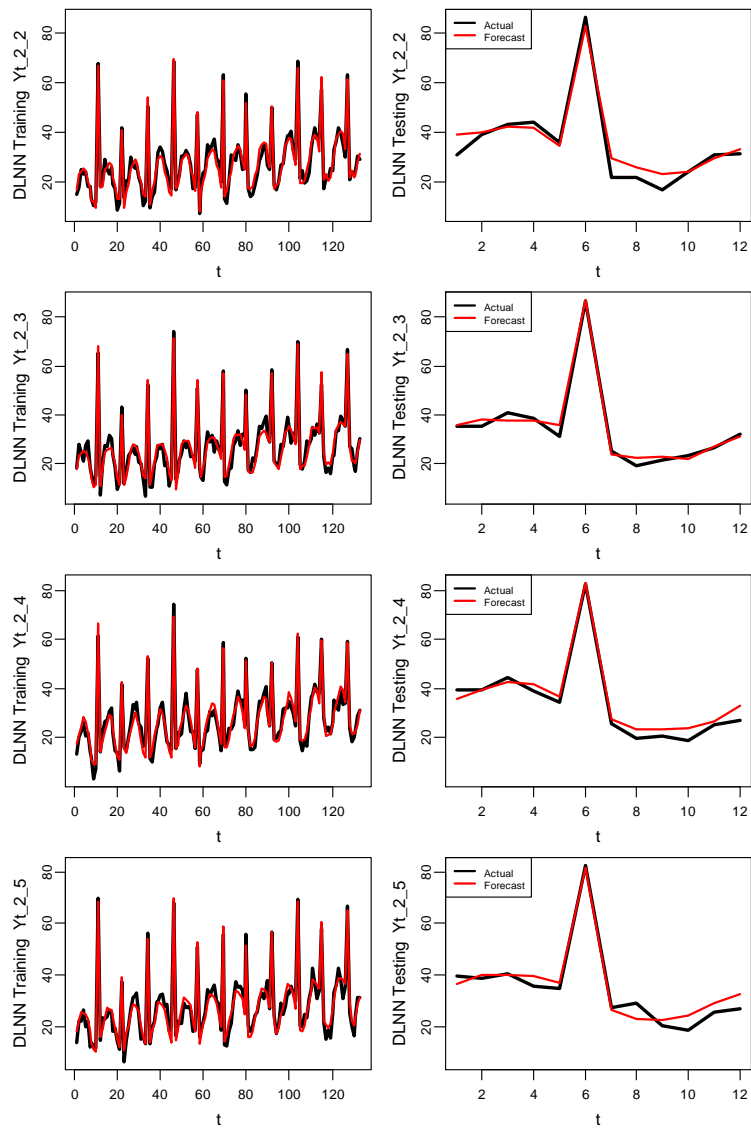 DLNN Training Yt_2_2
20 40 60 80
0 20 40 60 80 100 120
t
DLNN Testing Yt_2_2
20 40 60 80
Actual
Forecast
2 4 6 8 10 12
t
DLNN Training Yt_2_3
20 40 60 80
0 20 40 60 80 100 120
t
DLNN Testing Yt_2_3
20 40 60 80
Actual
Forecast
2 4 6 8 10 12
t
DLNN Training Yt_2_4
20 40 60 80
0 20 40 60 80 100 120
t
DLNN Testing Yt_2_4
20 40 60 80
Actual
Forecast
2 4 6 8 10 12
t
DLNN Training Yt_2_5
20 40 60 80
0 20 40 60 80 100 120
t
DLNN Testing Yt_2_5
20 40 60 80
Actual
Forecast
2 4 6 8 10 12
t